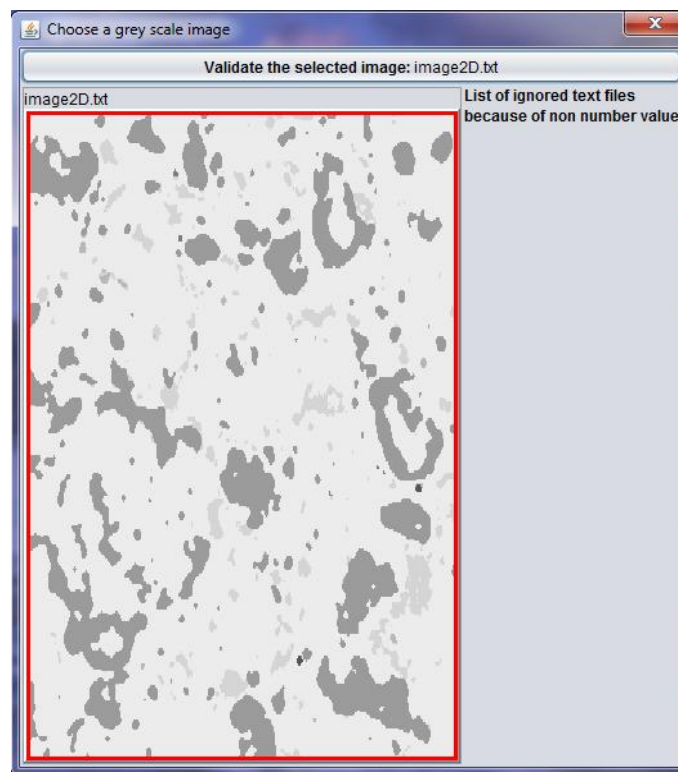 Choose a grey scale image
Validate the selected image: image2D.txt
image2D.txt
List of ignored text files
because of non number value